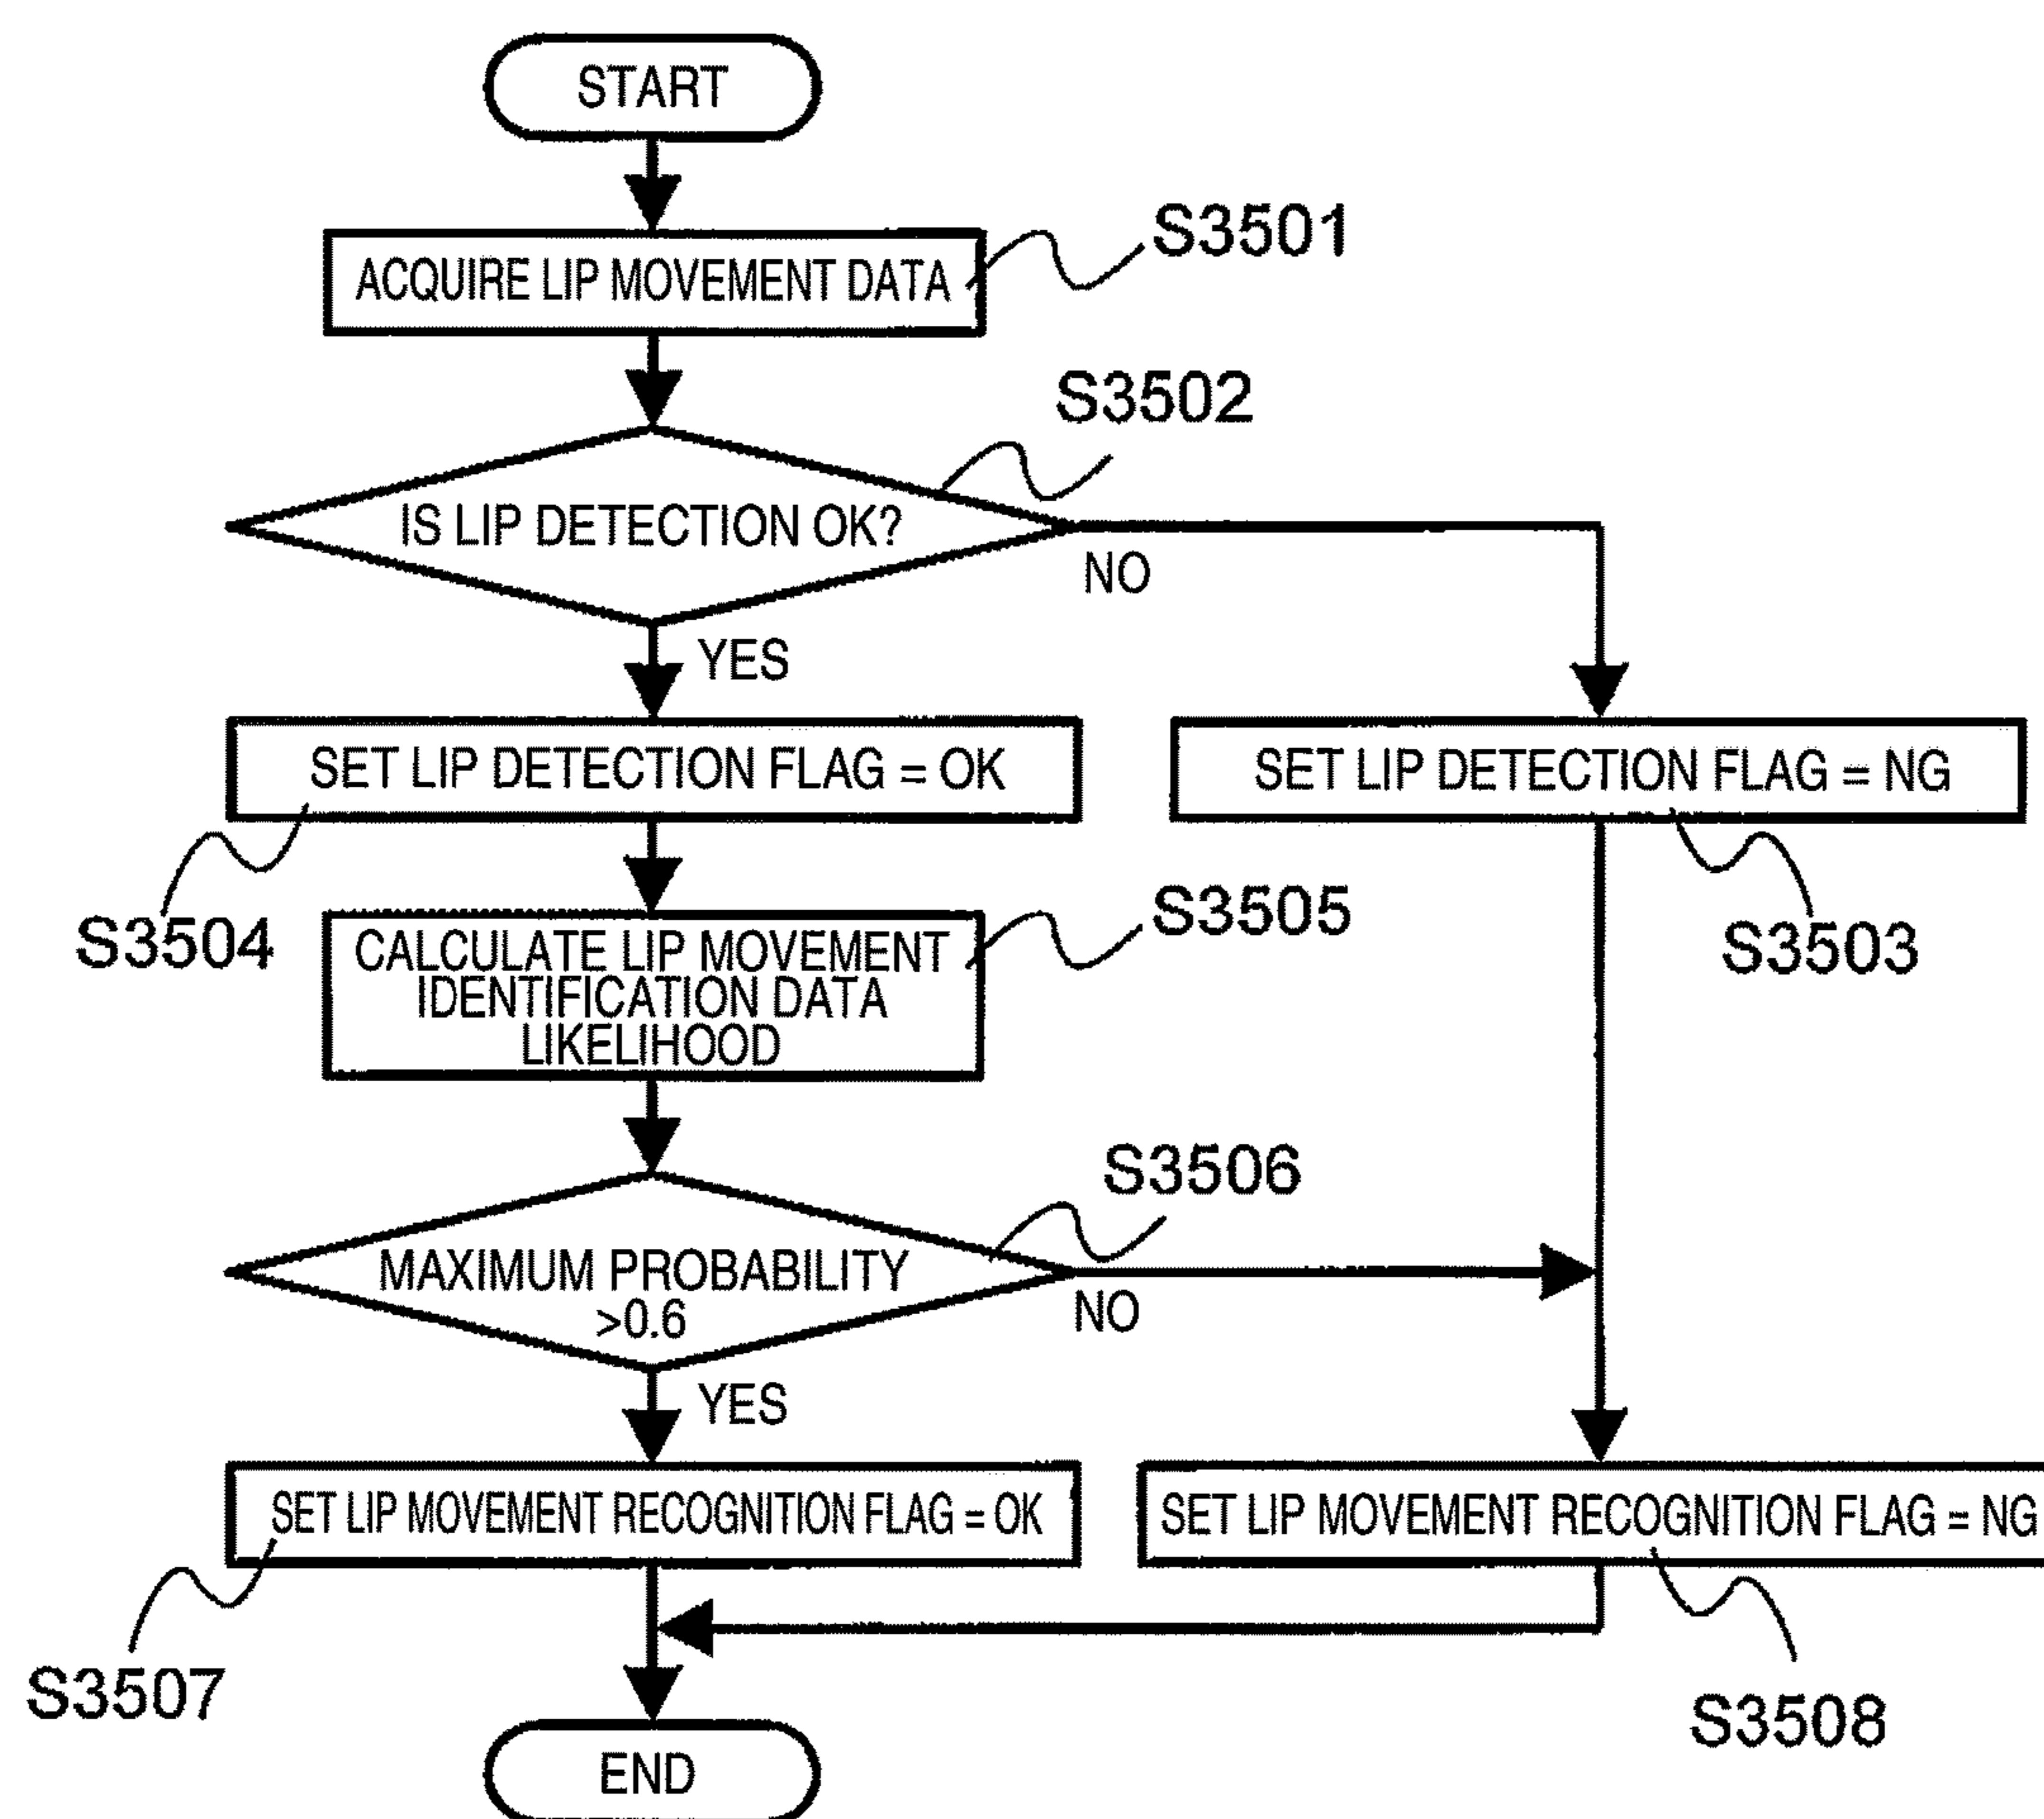 START
ACQUIRE LIP MOVEMENT DATA
S3501
S3502
IS LIP DETECTION OK?
NO
YES
SET LIP DETECTION FLAG = OK
SET LIP DETECTION FLAG = NG
S3504
S3503
S3505
CALCULATE LIP MOVEMENT
IDENTIFICATION DATA
LIKELIHOOD
S3506
MAXIMUM PROBABILITY
>0.6
NO
YES
SET LIP MOVEMENT RECOGNITION FLAG = OK
SET LIP MOVEMENT RECOGNITION FLAG = NG
S3507
S3508
END